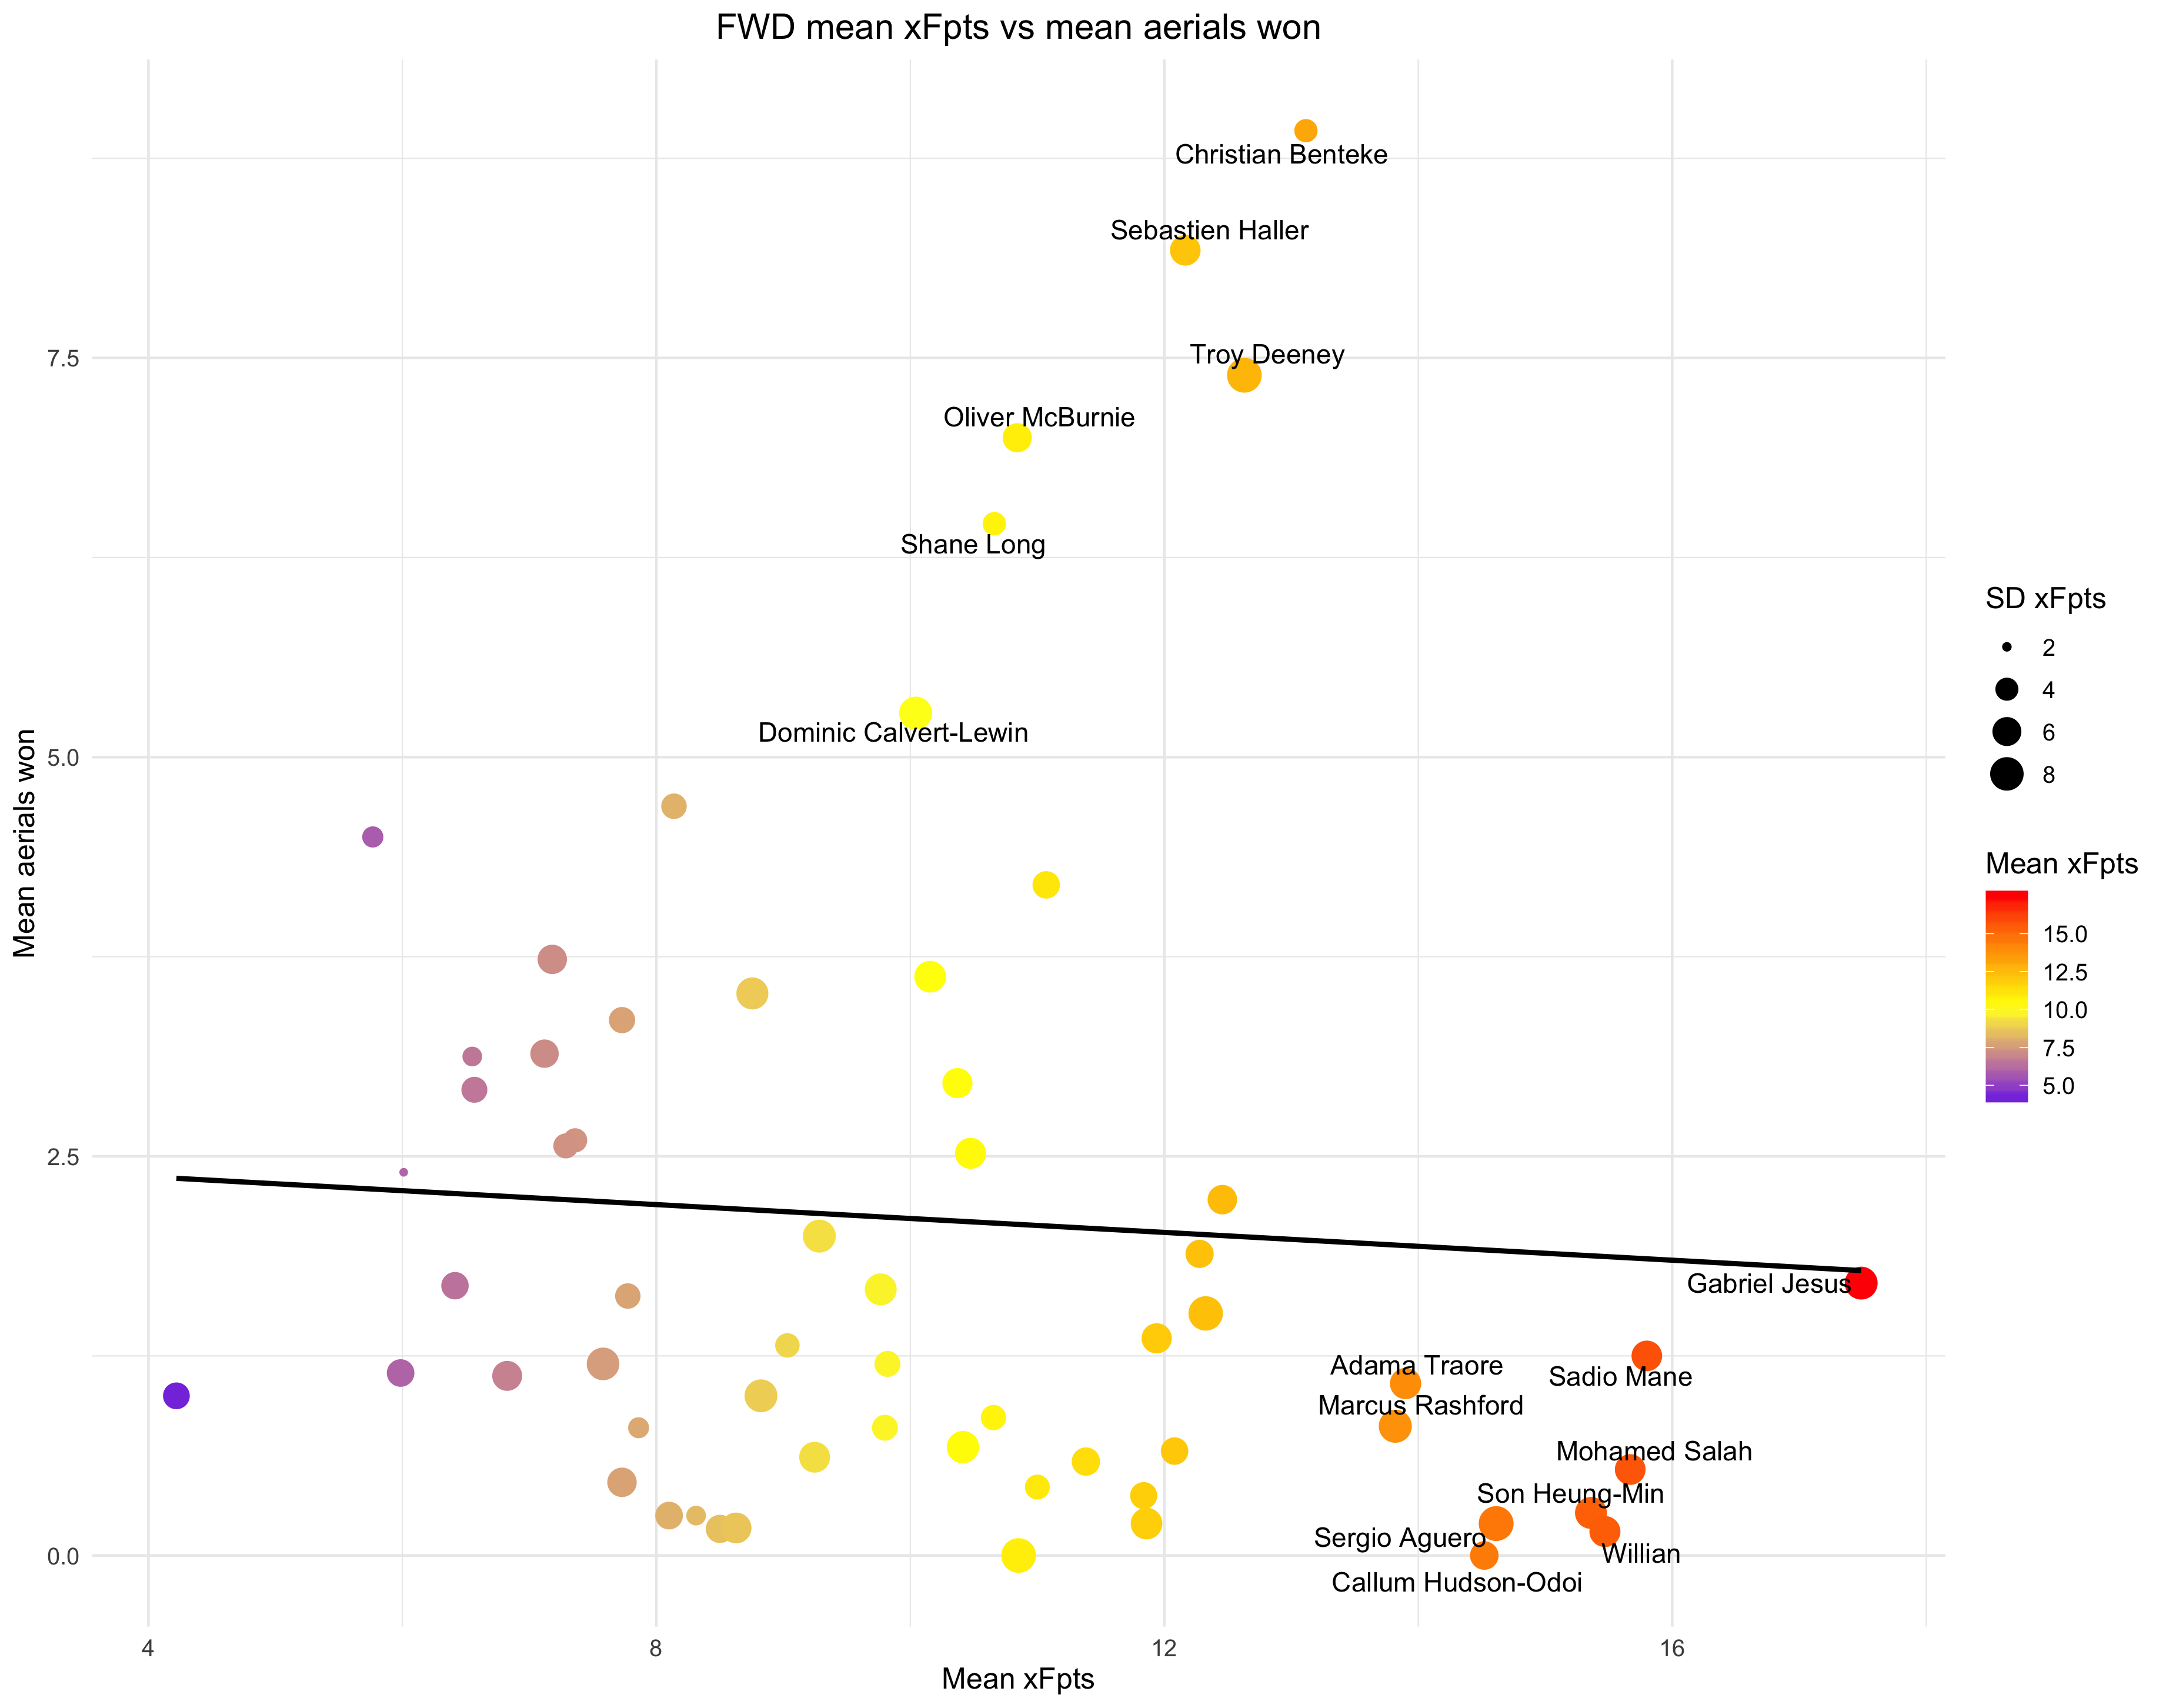 FWD mean xFpts vs mean aerials won
Christian Benteke
Sebastien Haller
7.5
Troy Deeney
Oliver McBurnie
Shane Long
SD xFpts
2
4
6
8
Mean aerials won
Dominic Calvert-Lewin
5.0
Mean xFpts
15.0
12.5
10.0
7.5
5.0
2.5
Gabriel Jesus
Adama Traore
Sadio Mane
Marcus Rashford
Mohamed Salah
Son Heung-Min
Sergio Aguero
Willian
0.0
Callum Hudson-Odoi
4
8
12
16
Mean xFpts